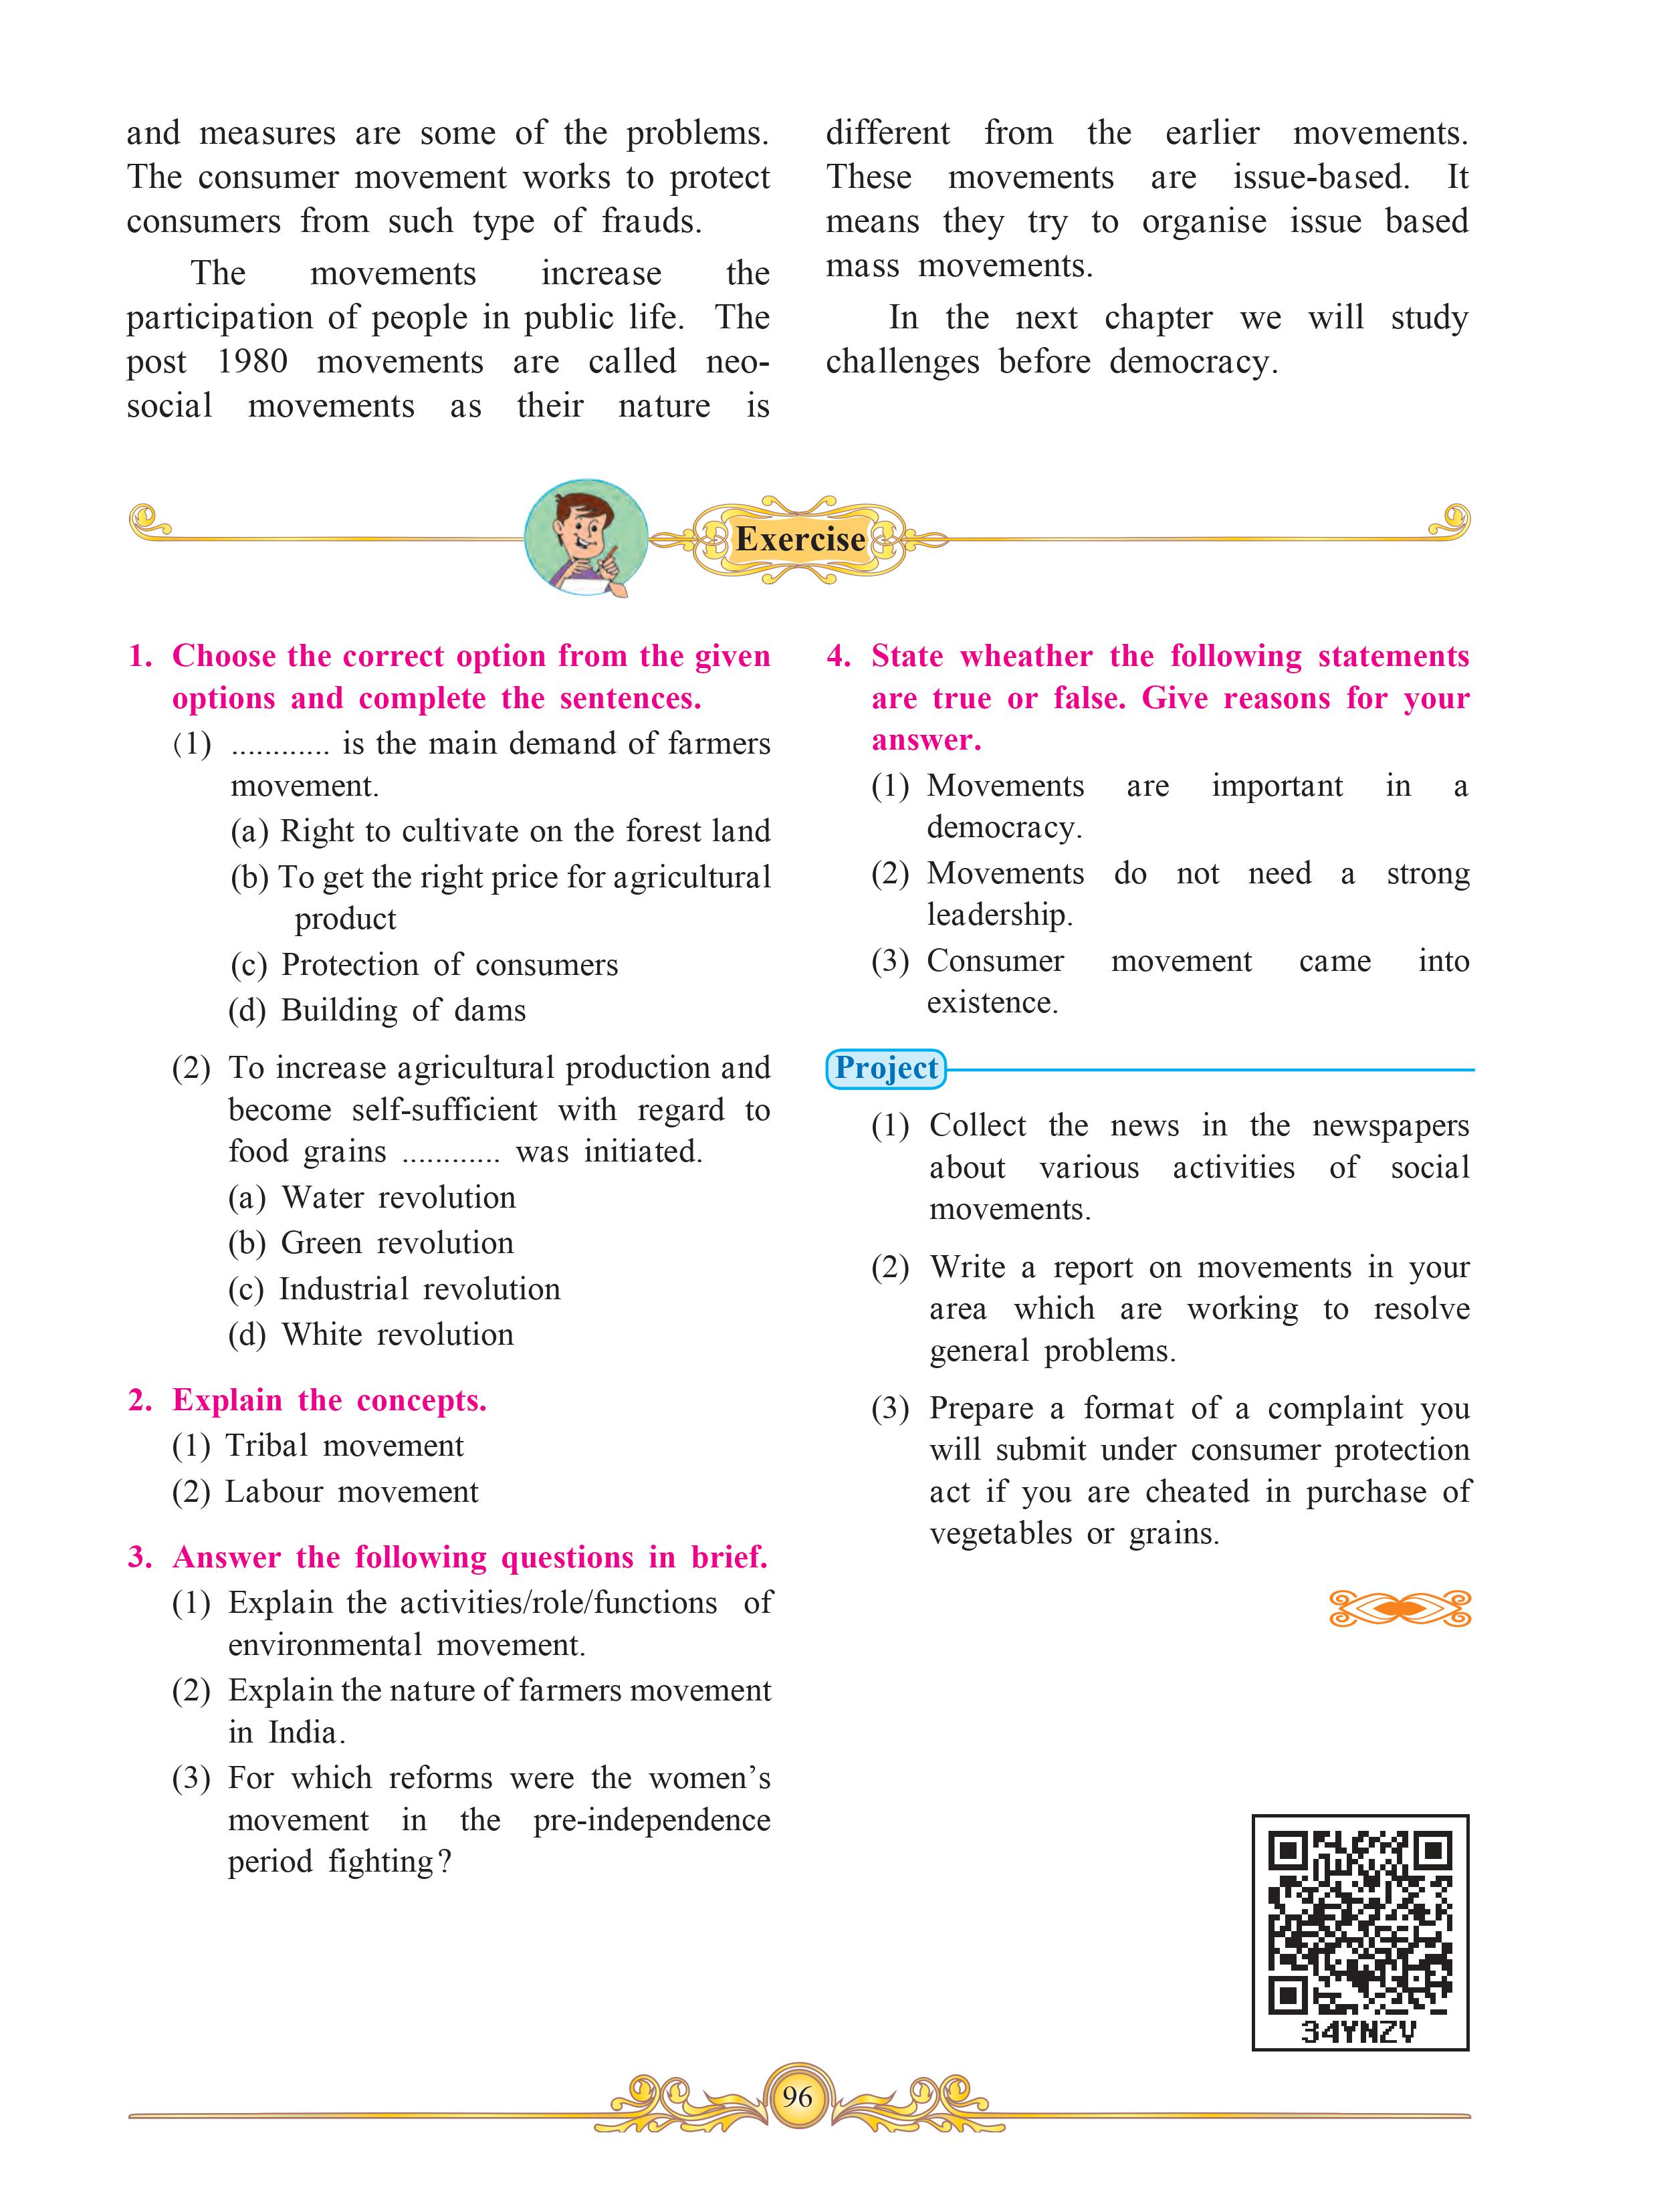 and measures are some of the problems.
The consumer movement works to protect
consumers from such type of frauds.
The movements increase the
participation of people in public life. The
post 1980 movements are called neo-
social movements as their nature is
different from the earlier movements.
These movements are issue-based. It
means they try to organise issue based
mass movements.
In the next chapter we will study
challenges before democracy.
Exercise
1. Choose the correct option from the given
options and complete the sentences.
(1) ............ is the main demand of farmers
movement.
(a) Right to cultivate on the forest land
(b) To get the right price for agricultural
product
(c) Protection of consumers
(d) Building of dams
(2) To increase agricultural production and
become self-sufficient with regard to
food grains ............ was initiated.
(a) Water revolution
(b) Green revolution
(c) Industrial revolution
(d) White revolution
2. Explain the concepts.
(1) Tribal movement
(2) Labour movement
3. Answer the following questions in brief.
(1) Explain the activities/role/functions of
environmental movement.
(2) Explain the nature of farmers movement
in India.
(3) For which reforms were the women’s
movement in the pre-independence
period fighting?
4. State wheather the following statements
are true or false. Give reasons for your
answer.
(1) Movements are important in a
democracy.
(2) Movements do not need a strong
leadership.
(3) Consumer movement came into
existence.
Project
(1) Collect the news in the newspapers
about various activities of social
movements.
(2) Write a report on movements in your
area which are working to resolve
general problems.
(3) Prepare a format of a complaint you
will submit under consumer protection
act if you are cheated in purchase of
vegetables or grains.
34YNZV
96